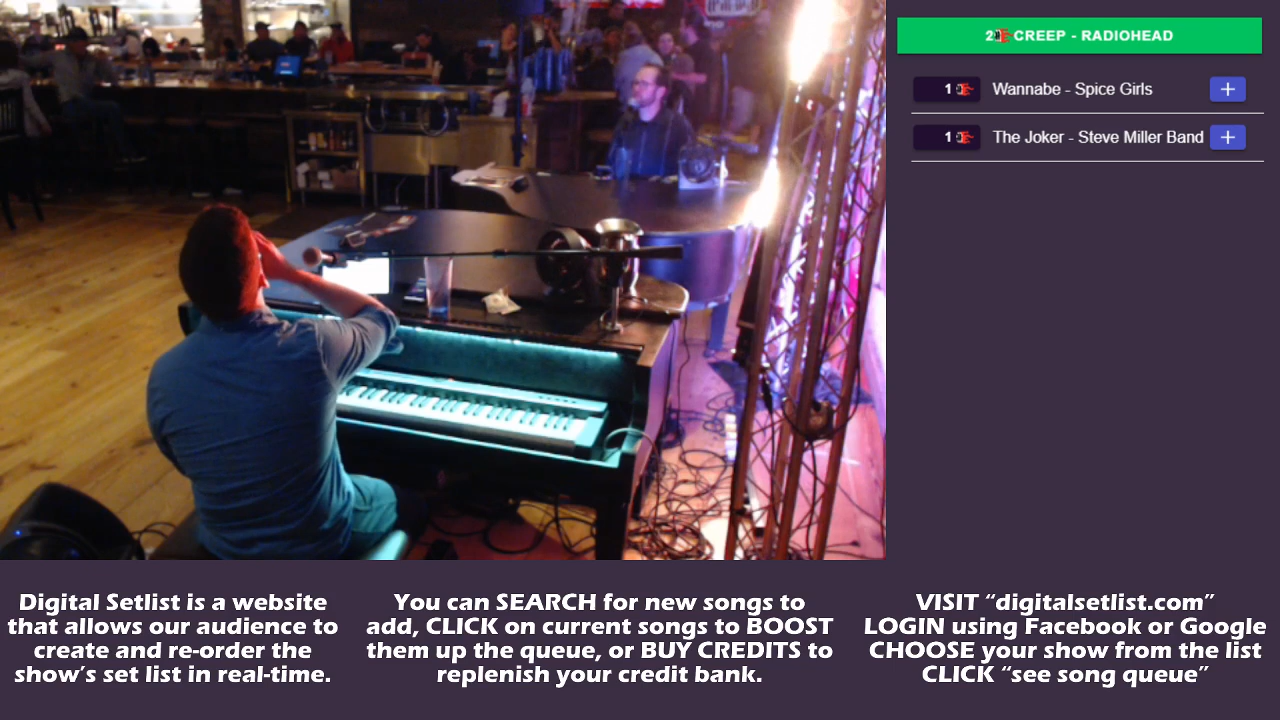 2 CREEP - RADIOHEAD
1 Wannabe - Spice Girls +
1 The Joker - Steve Miller Band +
Digital Setlist is a website
that allows our audience to
create and re-order the
show's set list in real-time.
You can SEARCH for new songs to
add, CLICK on current songs to BOOST
them up the queue, or BUY CREDITS to
replenish your credit bank.
VISIT “digitalsetlist.com”
LOGIN using Facebook or Google
CHOOSE your show from the list
CLICK “see song queue”